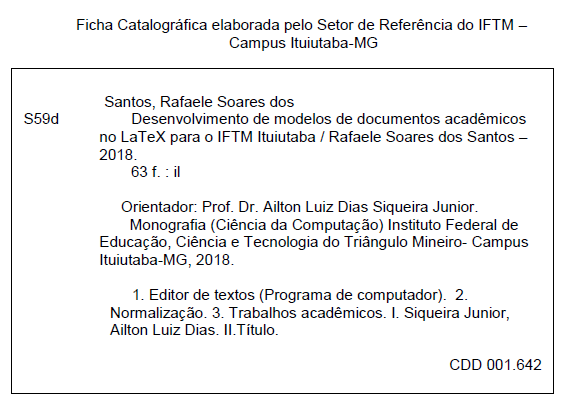 Ficha Catalográfica elaborada pelo Setor de Referência do IFTM –
Campus Ituiutaba-MG
Santos, Rafaele Soares dos
S59d Desenvolvimento de modelos de documentos acadêmicos
no LaTeX para o IFTM Ituiutaba / Rafaele Soares dos Santos –
2018.
63 f. : il
Orientador: Prof. Dr. Ailton Luiz Dias Siqueira Junior.
Monografia (Ciência da Computação) Instituto Federal de
Educação, Ciência e Tecnologia do Triângulo Mineiro- Campus
Ituiutaba-MG, 2018.
1. Editor de textos (Programa de computador). 2.
Normalização. 3. Trabalhos acadêmicos. I. Siqueira Junior,
Ailton Luiz Dias. II.Título.
CDD 001.642